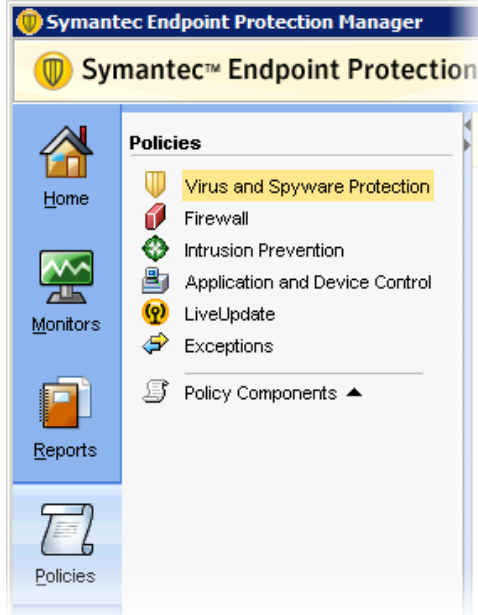 Symantec Endpoint Protection Manager
Symantec™ Endpoint Protection
Home
Monitors
Reports
Policies
Policies
Virus and Spyware Protection
Firewall
Intrusion Prevention
Application and Device Control
LiveUpdate
Exceptions
Policy Components